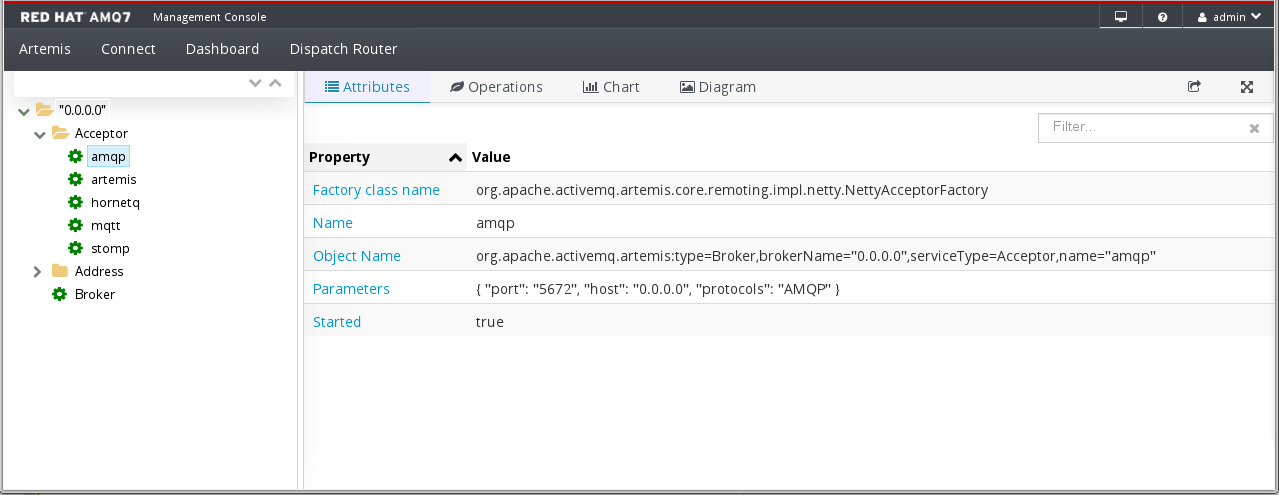 RED HAT AMQ7 Management Console admin
Artemis Connect Dashboard Dispatch Router
Attributes Operations Chart Diagram
Filter...
"0.0.0.0"
Acceptor
amqp
artemis
hornetq
mqtt
stomp
Address
Broker
Property Value
Factory class name org.apache.activemq.artemis.core.remoting.impl.netty.NettyAcceptorFactory
Name amqp
Object Name org.apache.activemq.artemis:type=Broker,brokerName="0.0.0.0",serviceType=Acceptor,name="amqp"
Parameters { "port": "5672", "host": "0.0.0.0", "protocols": "AMQP" }
Started true